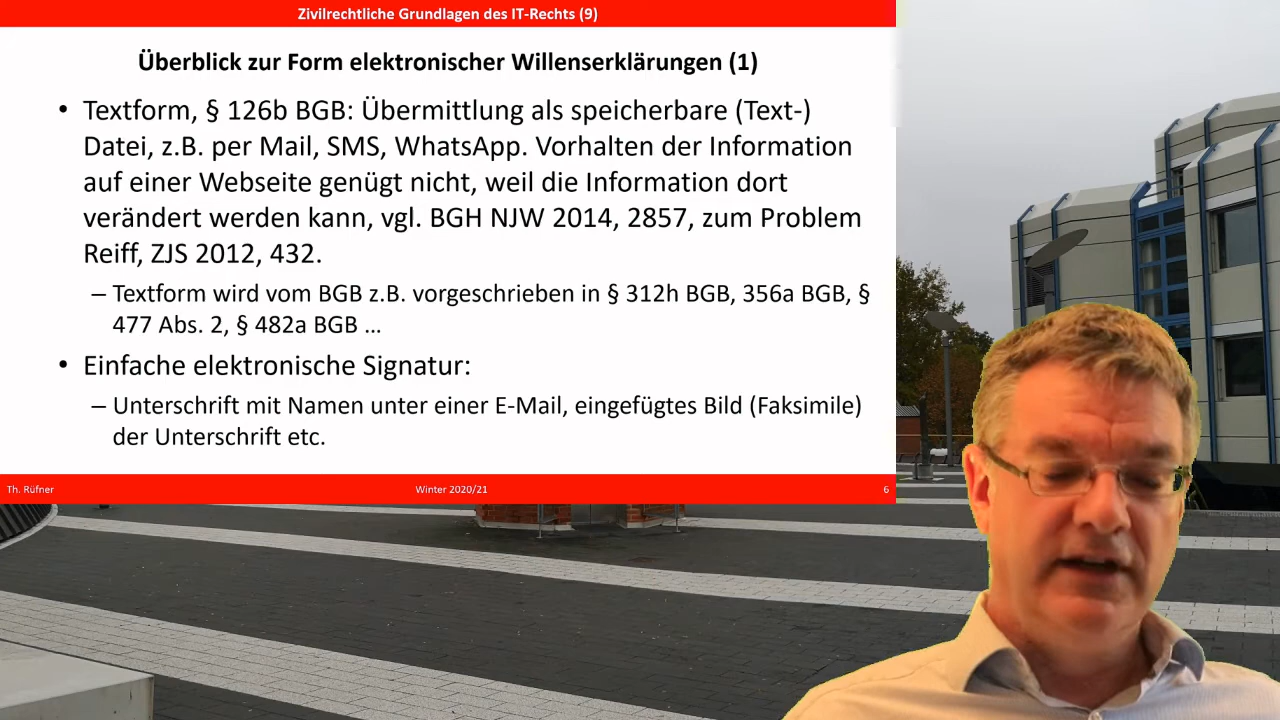 Zivilrechtliche Grundlagen des IT-Rechts (9)
Überblick zur Form elektronischer Willenserklärungen (1)
• Textform, § 126b BGB: Übermittlung als speicherbare (Text-)
Datei, z.B. per Mail, SMS, WhatsApp. Vorhalten der Information
auf einer Webseite genügt nicht, weil die Information dort
verändert werden kann, vgl. BGH NJW 2014, 2857, zum Problem
Reiff, ZJS 2012, 432.
– Textform wird vom BGB z.B. vorgeschrieben in § 312h BGB, 356a BGB, §
477 Abs. 2, § 482a BGB ...
• Einfache elektronische Signatur:
– Unterschrift mit Namen unter einer E-Mail, eingefügtes Bild (Faksimile)
der Unterschrift etc.
Th. Rüfner
Winter 2020/21
6